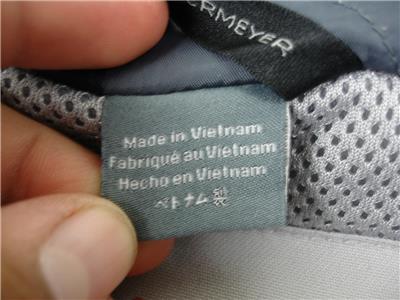 ERMEYER
Made in Vietnam
Fabriqué au Vietnam
Hecho en Vietnam
ベトナム製